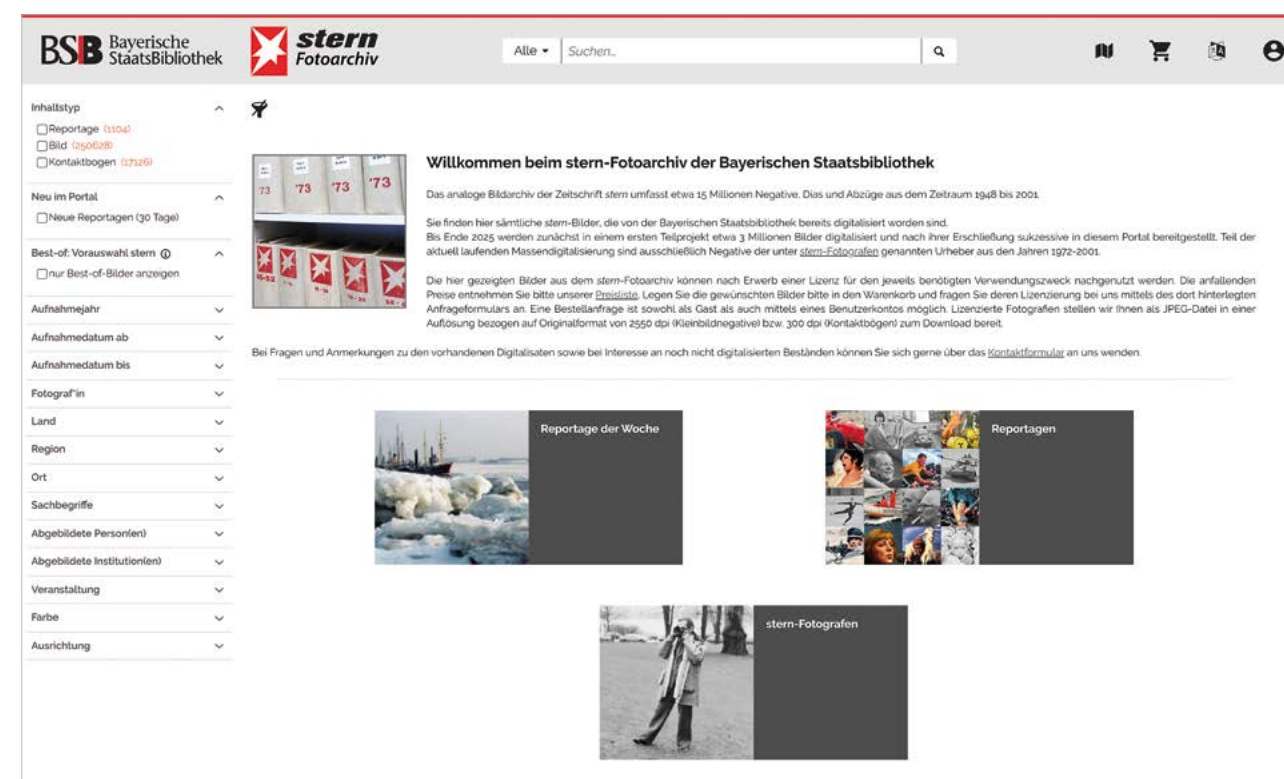 BSB Bayerische
StaatsBibliothek
stern
Fotoarchiv
Alle
Suchen...
Inhaltstyp
Reportage (1104)
Bild (250628)
Kontaktbogen (17126)
Neu im Portal
Neue Reportagen (30 Tage)
Best-of: Vorauswahl stern
nur Best-of-Bilder anzeigen
Aufnahmejahr
Aufnahmedatum ab
Aufnahmedatum bis
Fotograf*in
Land
Region
Ort
Sachbegriffe
Abgebildete Person(en)
Abgebildete Institution(en)
Veranstaltung
Farbe
Ausrichtung
73 '73 '73 '73
Willkommen beim stern-Fotoarchiv der Bayerischen Staatsbibliothek
Das analoge Bildarchiv der Zeitschrift stern umfasst etwa 15 Millionen Negative, Dias und Abzüge aus dem Zeitraum 1948 bis 2001.
Sie finden hier sämtliche stern-Bilder, die von der Bayerischen Staatsbibliothek bereits digitalisiert worden sind.
Bis Ende 2025 werden zunächst in einem ersten Teilprojekt etwa 3 Millionen Bilder digitalisiert und nach ihrer Erschließung sukzessive in diesem Portal bereitgestellt. Teil der
aktuell laufenden Massendigitalisierung sind ausschließlich Negative der unter stern-Fotografen genannten Urheber aus den Jahren 1972-2001.
Die hier gezeigten Bilder aus dem stern-Fotoarchiv können nach Erwerb einer Lizenz für den jeweils benötigten Verwendungszweck nachgenutzt werden. Die anfallenden
Preise entnehmen Sie bitte unserer Preisliste. Legen Sie die gewünschten Bilder bitte in den Warenkorb und fragen Sie deren Lizenzierung bei uns mittels des dort hinterlegten
Anfrageformulars an. Eine Bestellanfrage ist sowohl als Gast als auch mittels eines Benutzerkontos möglich. Lizenzierte Fotografien stellen wir Ihnen als JPEG-Datei in einer
Auflösung bezogen auf Originalformat von 2550 dpi (Kleinbildnegative) bzw. 300 dpi (Kontaktbögen) zum Download bereit.
Bei Fragen und Anmerkungen zu den vorhandenen Digitalisaten sowie bei Interesse an noch nicht digitalisierten Beständen können Sie sich gerne über das Kontaktformular an uns wenden.
Reportage der Woche
Reportagen
stern-Fotografen